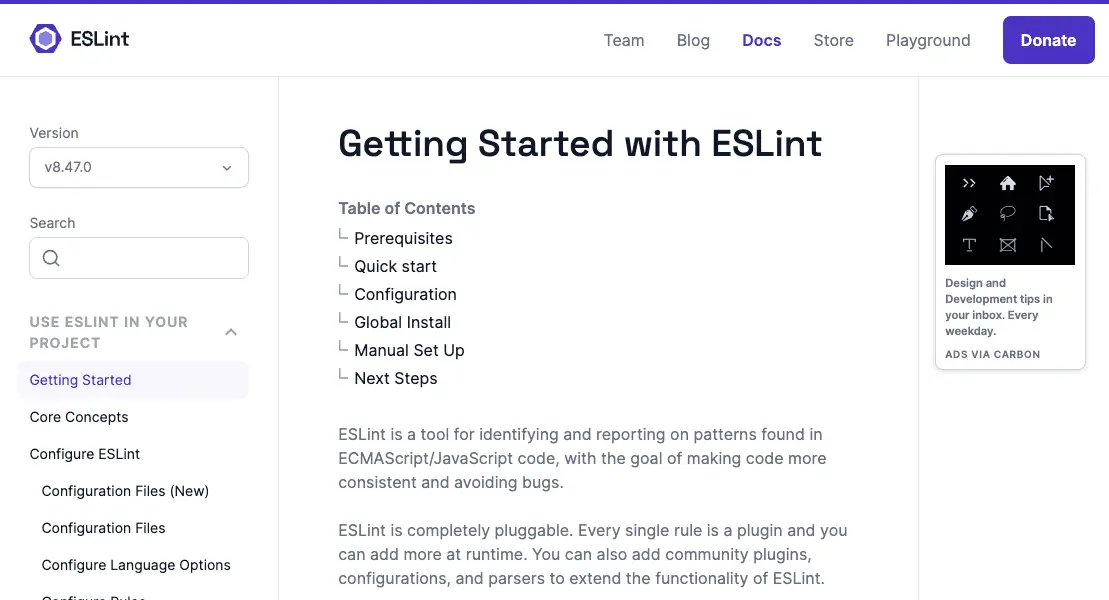 ESLint
Team
Blog
Docs
Store
Playground
Donate
Version
v8.47.0
Search
USE ESLINT IN YOUR
PROJECT
Getting Started
Core Concepts
Configure ESLint
Configuration Files (New)
Configuration Files
Configure Language Options
Configure Rules
Getting Started with ESLint
Table of Contents
Prerequisites
Quick start
Configuration
Global Install
Manual Set Up
Next Steps
ESLint is a tool for identifying and reporting on patterns found in
ECMAScript/JavaScript code, with the goal of making code more
consistent and avoiding bugs.
ESLint is completely pluggable. Every single rule is a plugin and you
can add more at runtime. You can also add community plugins,
configurations, and parsers to extend the functionality of ESLint.
Design and
Development tips in
your inbox. Every
weekday.
ADS VIA CARBON